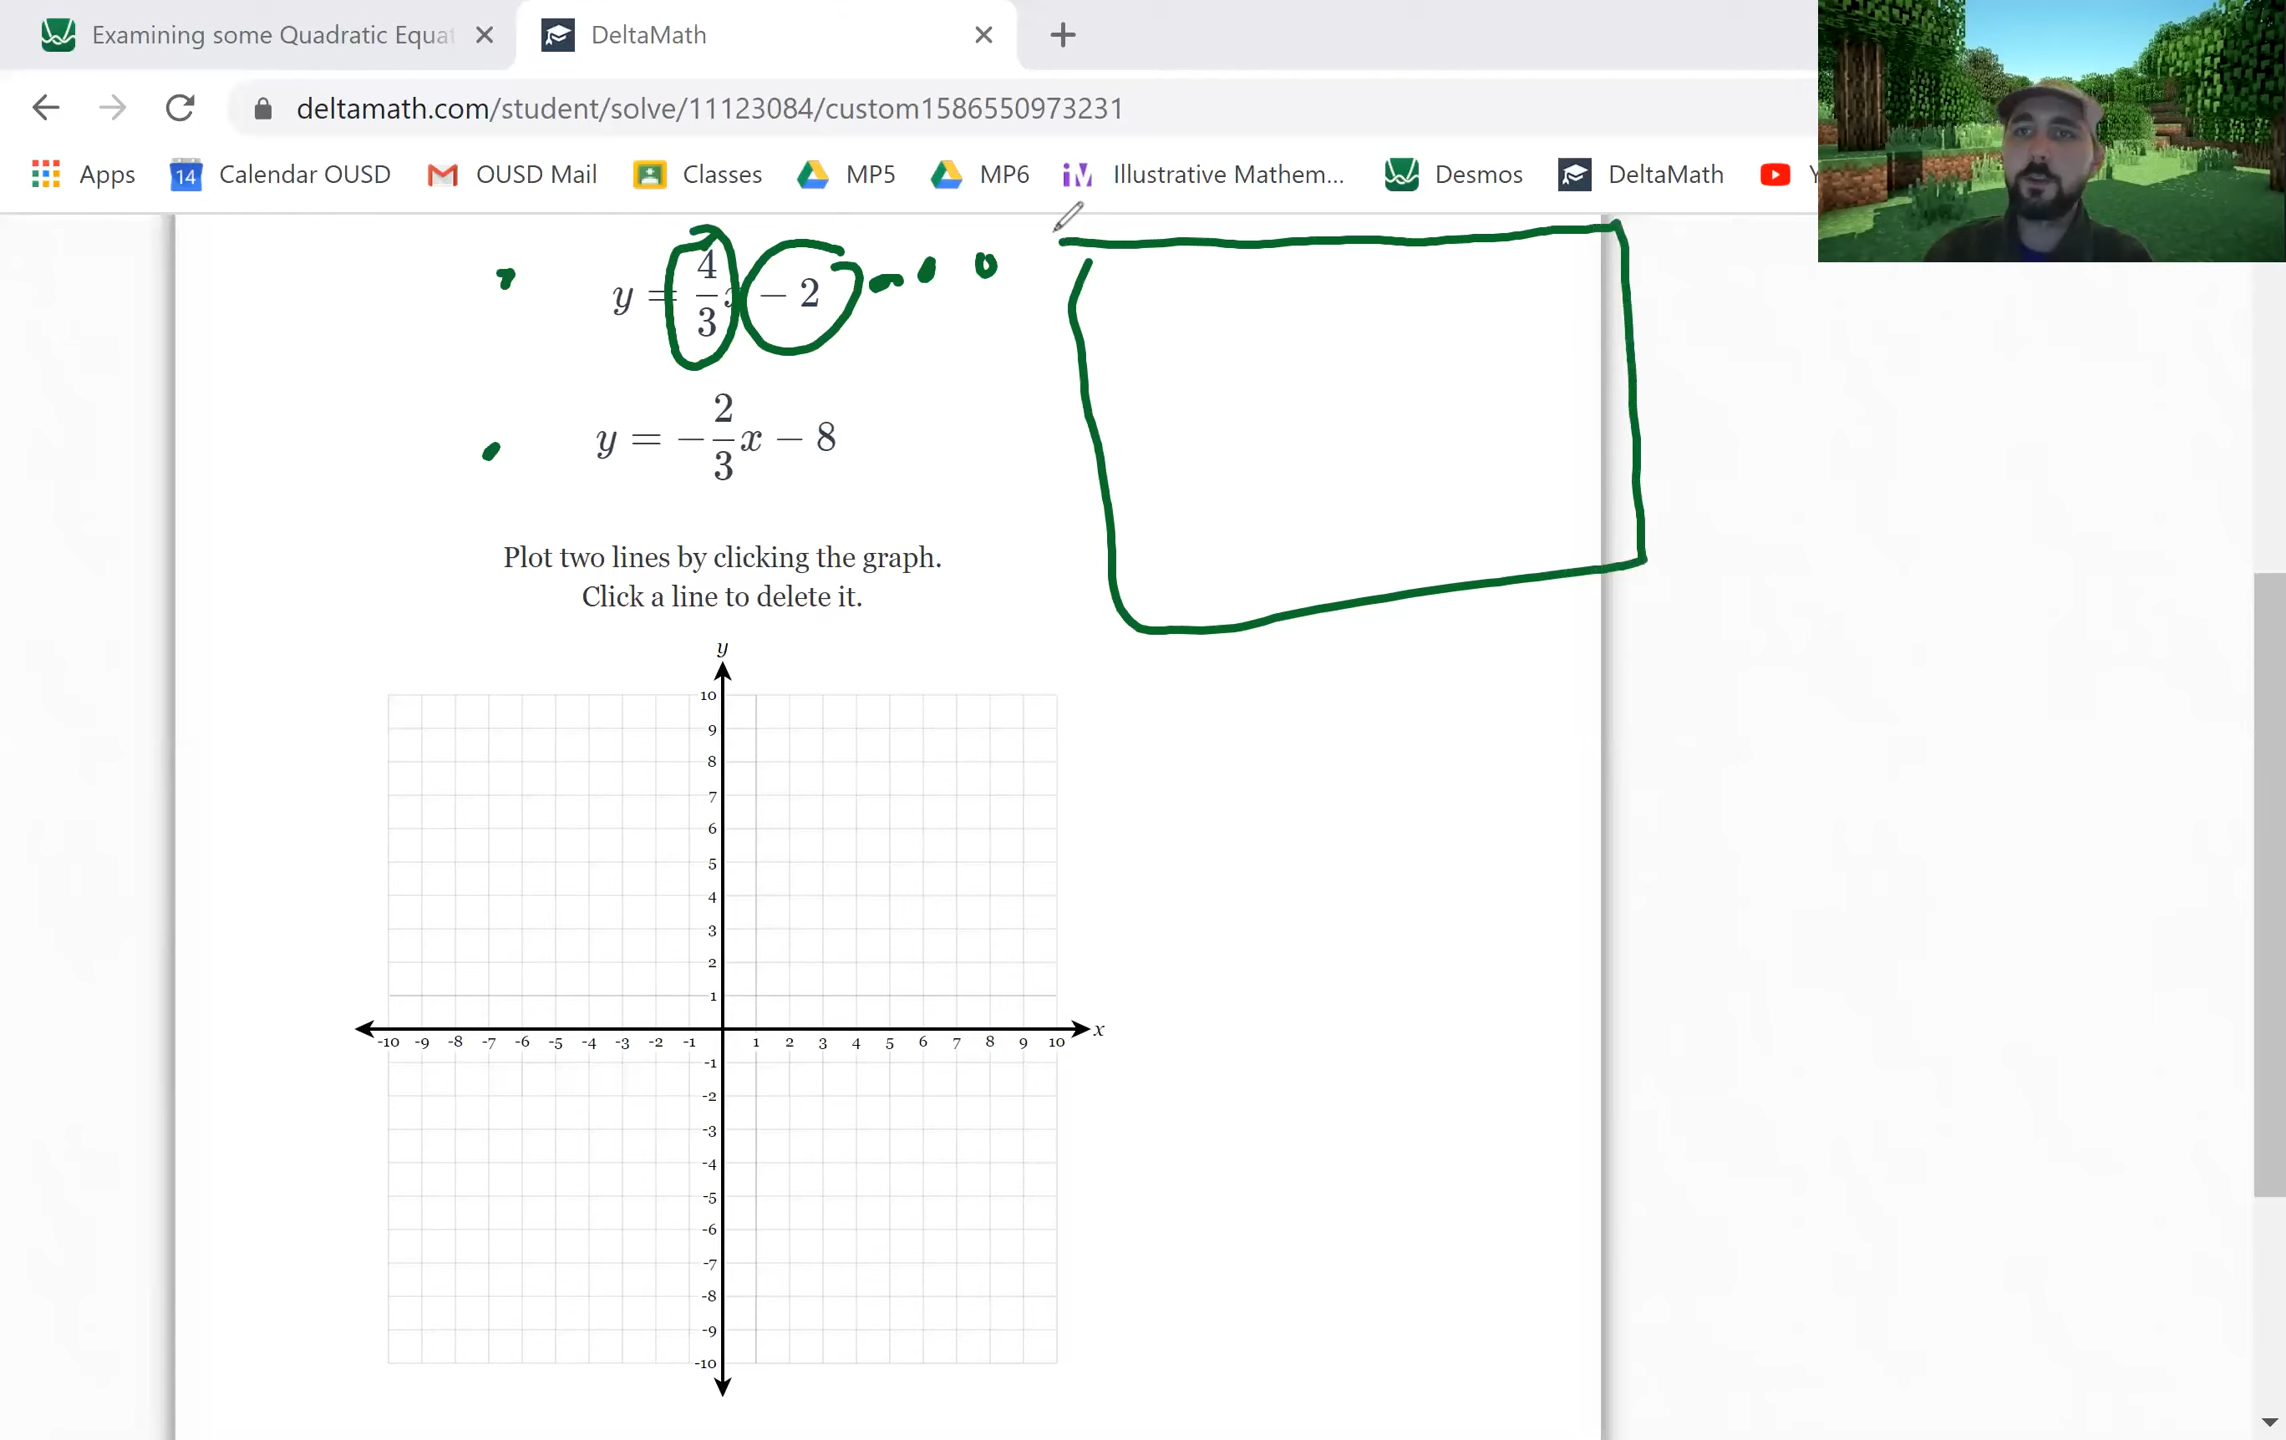 Examining some Quadratic Equat
DeltaMath
deltamath.com/student/solve/11123084/custom1586550973231
Apps
14
Calendar OUSD
OUSD Mail
Classes
MP5
MP6
Illustrative Mathem...
Desmos
DeltaMath
y = 4/3 x - 2
y = -2/3 x - 8
Plot two lines by clicking the graph.
Click a line to delete it.
y
10
9
8
7
6
5
4
3
2
1
x
-10 -9 -8 -7 -6 -5 -4 -3 -2 -1 1 2 3 4 5 6 7 8 9 10
-1
-2
-3
-4
-5
-6
-7
-8
-9
-10